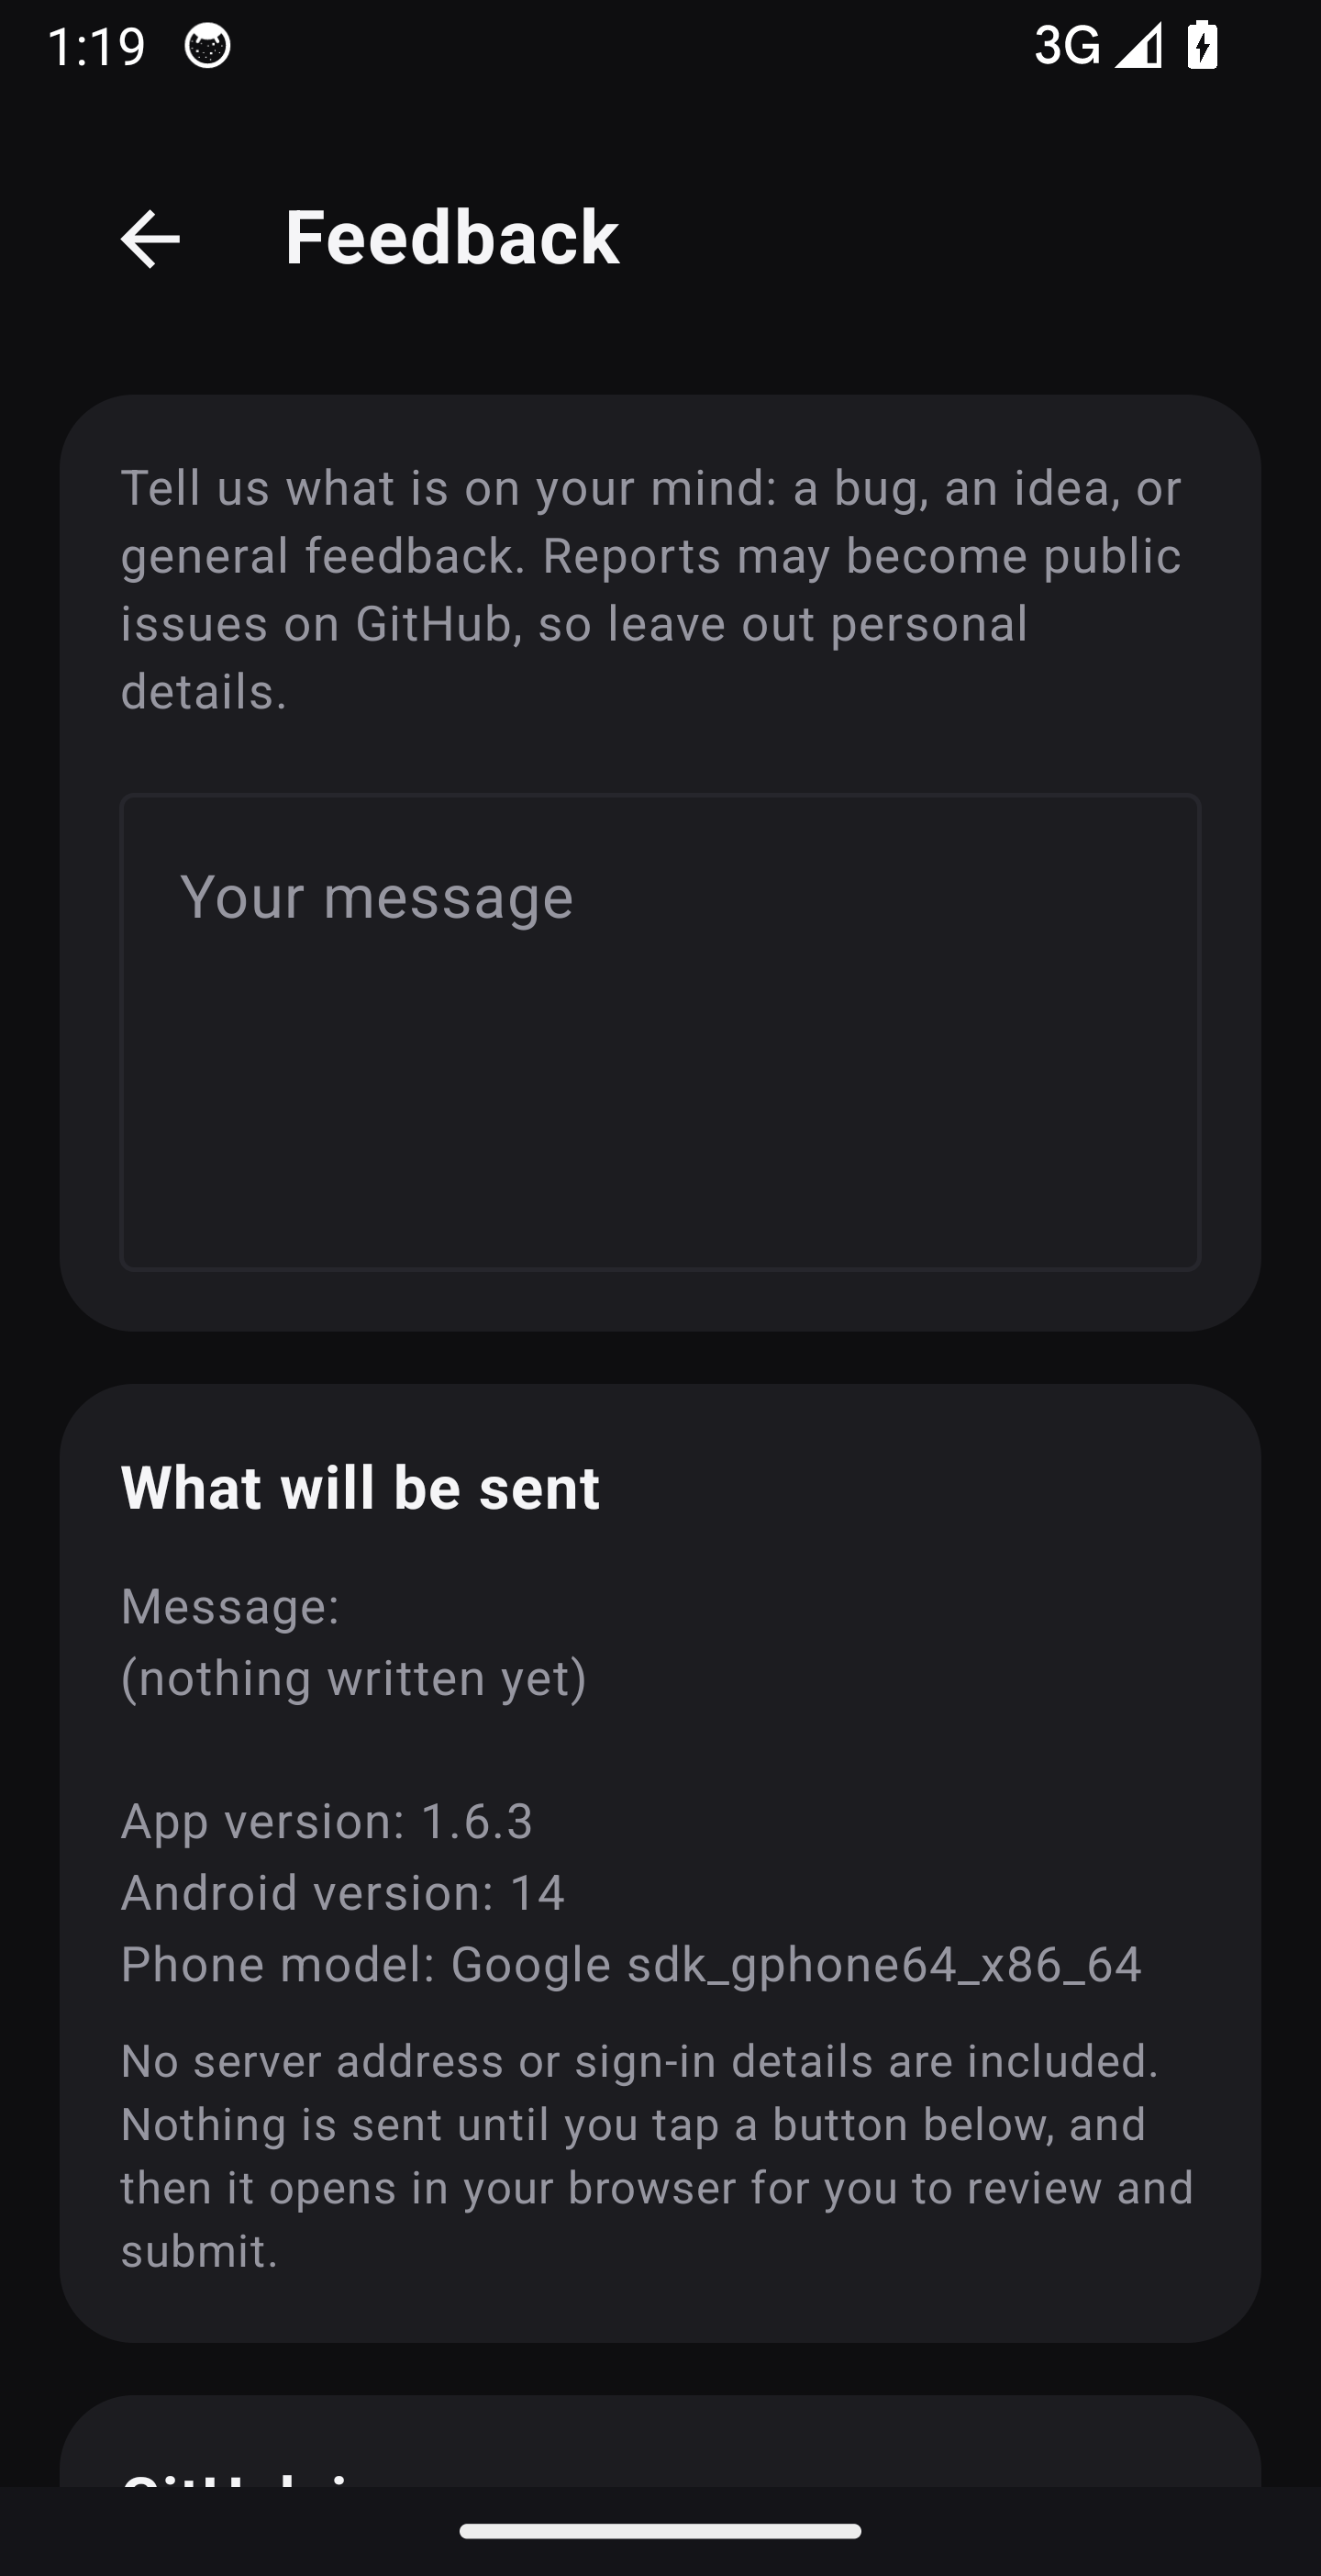 1:19
3G
Feedback
Tell us what is on your mind: a bug, an idea, or
general feedback. Reports may become public
issues on GitHub, so leave out personal
details.
Your message
What will be sent
Message:
(nothing written yet)
App version: 1.6.3
Android version: 14
Phone model: Google sdk_gphone64_x86_64
No server address or sign-in details are included.
Nothing is sent until you tap a button below, and
then it opens in your browser for you to review and
submit.